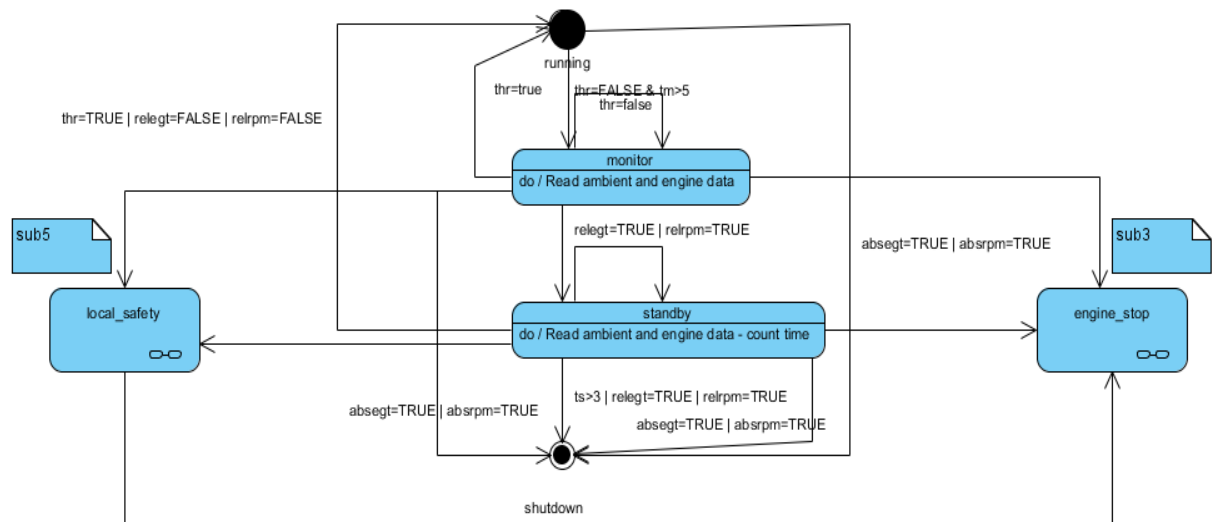 running
thr=true
thr=FALSE & tm>5
thr=false
thr=TRUE | relegt=FALSE | relrpm=FALSE
monitor
do / Read ambient and engine data
sub5
sub3
relegt=TRUE | relrpm=TRUE
absegt=TRUE | absrpm=TRUE
local_safety
standby
do / Read ambient and engine data - count time
engine_stop
ts>3 | relegt=TRUE | relrpm=TRUE
absegt=TRUE | absrpm=TRUE
absegt=TRUE | absrpm=TRUE
shutdown